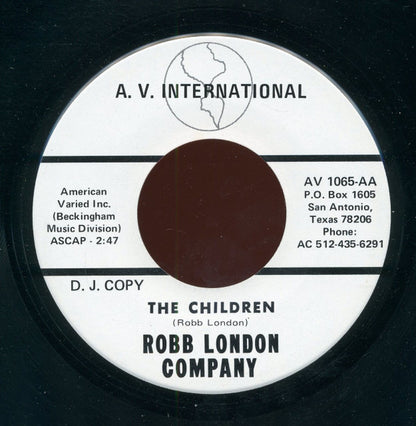 A. V. INTERNATIONAL
American
Varied Inc.
(Beckingham
Music Division)
ASCAP - 2:47
AV 1065-AA
P.O. Box 1605
San Antonio,
Texas 78206
Phone:
AC 512-435-6291
D. J. COPY
THE CHILDREN
(Robb London)
ROBB LONDON
COMPANY